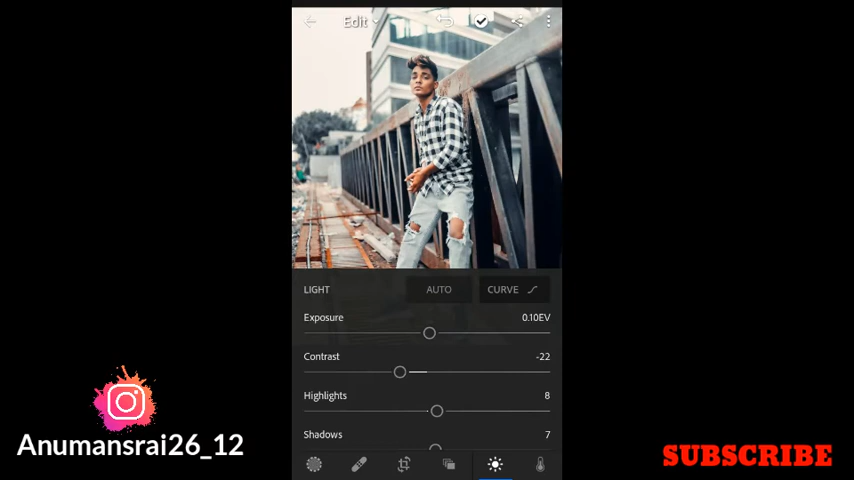 Edit
LIGHT
AUTO
CURVE
Exposure
0.10EV
Contrast
-22
Highlights
8
Shadows
7
Anumansrai26_12
SUBSCRIBE